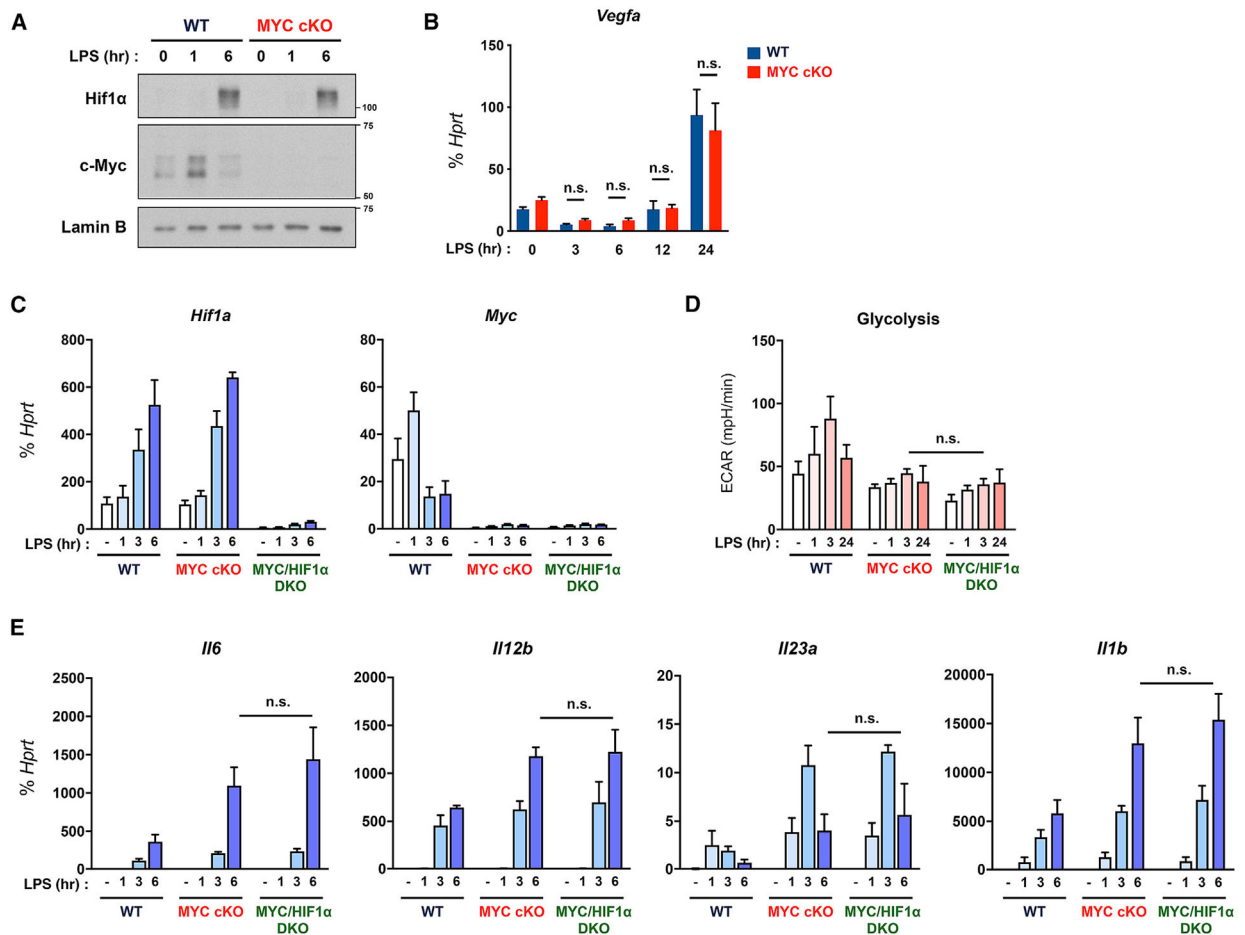 A
WT MYC cKO
LPS (hr) : 0 1 6 0 1 6
Hif1α
100
75
c-Myc
50
75
Lamin B
B
Vegfa
WT
MYC cKO
% Hprt
150
100
50
0
n.s. n.s. n.s. n.s.
LPS (hr) : 0 3 6 12 24
C
Hif1a
% Hprt
800
600
400
200
0
LPS (hr) : - 1 3 6 - 1 3 6 - 1 3 6
WT MYC cKO MYC/HIF1α
DKO
Myc
80
60
40
20
0
- 1 3 6 - 1 3 6 - 1 3 6
WT MYC cKO MYC/HIF1α
DKO
D
Glycolysis
ECAR (mpH/min)
150
100
50
0
n.s.
LPS (hr) : - 1 3 24 - 1 3 24 - 1 3 24
WT MYC cKO MYC/HIF1α
DKO
E
Il6
% Hprt
2500
2000
1500
1000
500
0
n.s.
LPS (hr) : - 1 3 6 - 1 3 6 - 1 3 6
WT MYC cKO MYC/HIF1α
DKO
Il12b
2000
1500
1000
500
0
n.s.
- 1 3 6 - 1 3 6 - 1 3 6
WT MYC cKO MYC/HIF1α
DKO
Il23a
20
15
10
5
0
n.s.
- 1 3 6 - 1 3 6 - 1 3 6
WT MYC cKO MYC/HIF1α
DKO
Il1b
20000
15000
10000
5000
0
n.s.
- 1 3 6 - 1 3 6 - 1 3 6
WT MYC cKO MYC/HIF1α
DKO